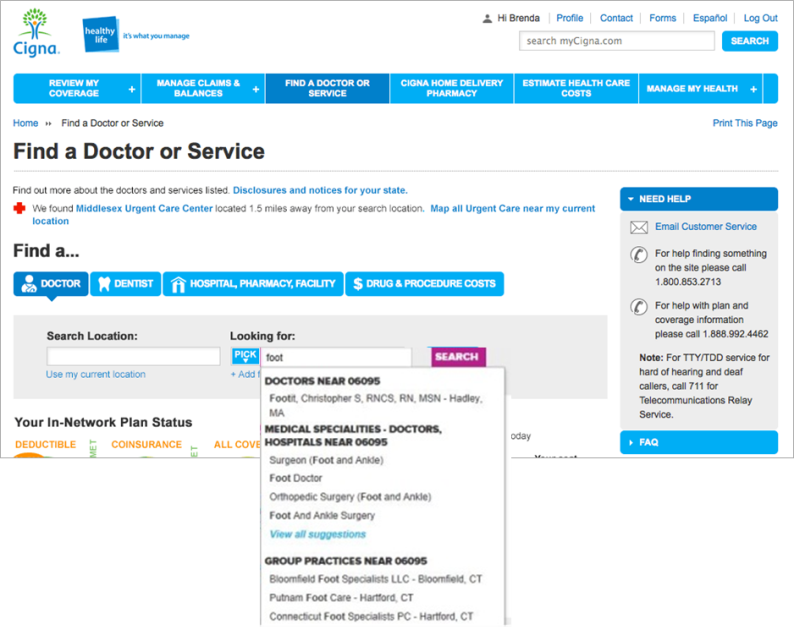 Hi Brenda Profile Contact Forms Español Log Out
Cigna.
healthy
life
it's what you manage
search myCigna.com SEARCH
REVIEW MY
COVERAGE +
MANAGE CLAIMS &
BALANCES +
FIND A DOCTOR OR
SERVICE
CIGNA HOME DELIVERY
PHARMACY
ESTIMATE HEALTH CARE
COSTS
MANAGE MY HEALTH +
Home ›› Find a Doctor or Service
Print This Page
Find a Doctor or Service
Find out more about the doctors and services listed. Disclosures and notices for your state.
We found Middlesex Urgent Care Center located 1.5 miles away from your search location. Map all Urgent Care near my current
location
Find a...
DOCTOR DENTIST HOSPITAL, PHARMACY, FACILITY $ DRUG & PROCEDURE COSTS
Search Location: Looking for:
PICK foot SEARCH
Use my current location + Add f
DOCTORS NEAR 06095
Footit, Christopher S, RNCS, RN, MSN - Hadley,
MA
MEDICAL SPECIALITIES - DOCTORS,
HOSPITALS NEAR 06095
Surgeon (Foot and Ankle)
Foot Doctor
Orthopedic Surgery (Foot and Ankle)
Foot And Ankle Surgery
View all suggestions
GROUP PRACTICES NEAR 06095
Bloomfield Foot Specialists LLC - Bloomfield, CT
Putnam Foot Care - Hartford, CT
Connecticut Foot Specialists PC - Hartford, CT
Your In-Network Plan Status
oday
DEDUCTIBLE MET COINSURANCE ET ALL COVE
NEED HELP
Email Customer Service
For help finding something
on the site please call
1.800.853.2713
For help with plan and
coverage information
please call 1.888.992.4462
Note: For TTY/TDD service for
hard of hearing and deaf
callers, call 711 for
Telecommunications Relay
Service.
FAQ